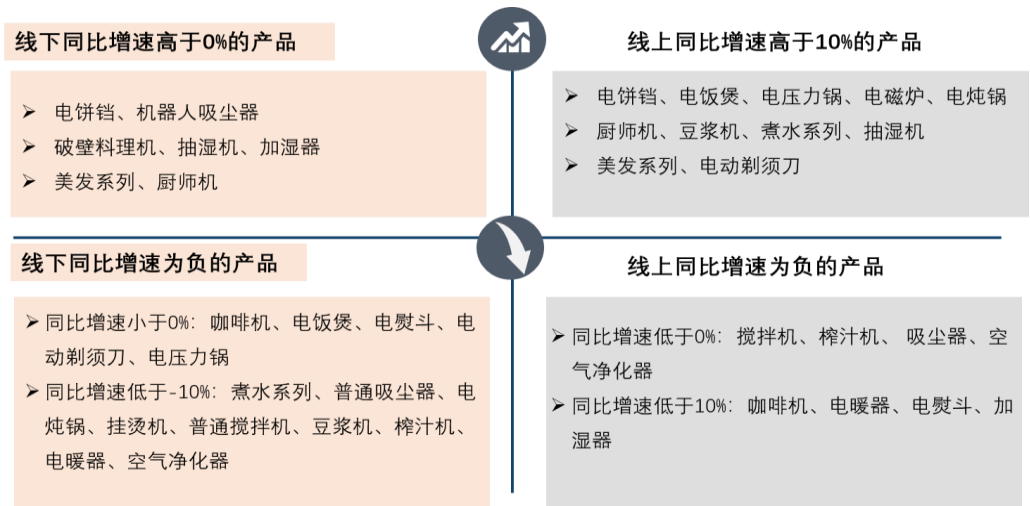 线下同比增速高于0%的产品
电饼铛、机器人吸尘器
破壁料理机、抽湿机、加湿器
美发系列、厨师机
线上同比增速高于10%的产品
电饼铛、电饭煲、电压力锅、电磁炉、电炖锅
厨师机、豆浆机、煮水系列、抽湿机
美发系列、电动剃须刀
线下同比增速为负的产品
同比增速小于0%：咖啡机、电饭煲、电熨斗、电
动剃须刀、电压力锅
同比增速低于-10%：煮水系列、普通吸尘器、电
炖锅、挂烫机、普通搅拌机、豆浆机、榨汁机、
电暖器、空气净化器
线上同比增速为负的产品
同比增速低于0%：搅拌机、榨汁机、 吸尘器、空
气净化器
同比增速低于10%：咖啡机、电暖器、电熨斗、加
湿器